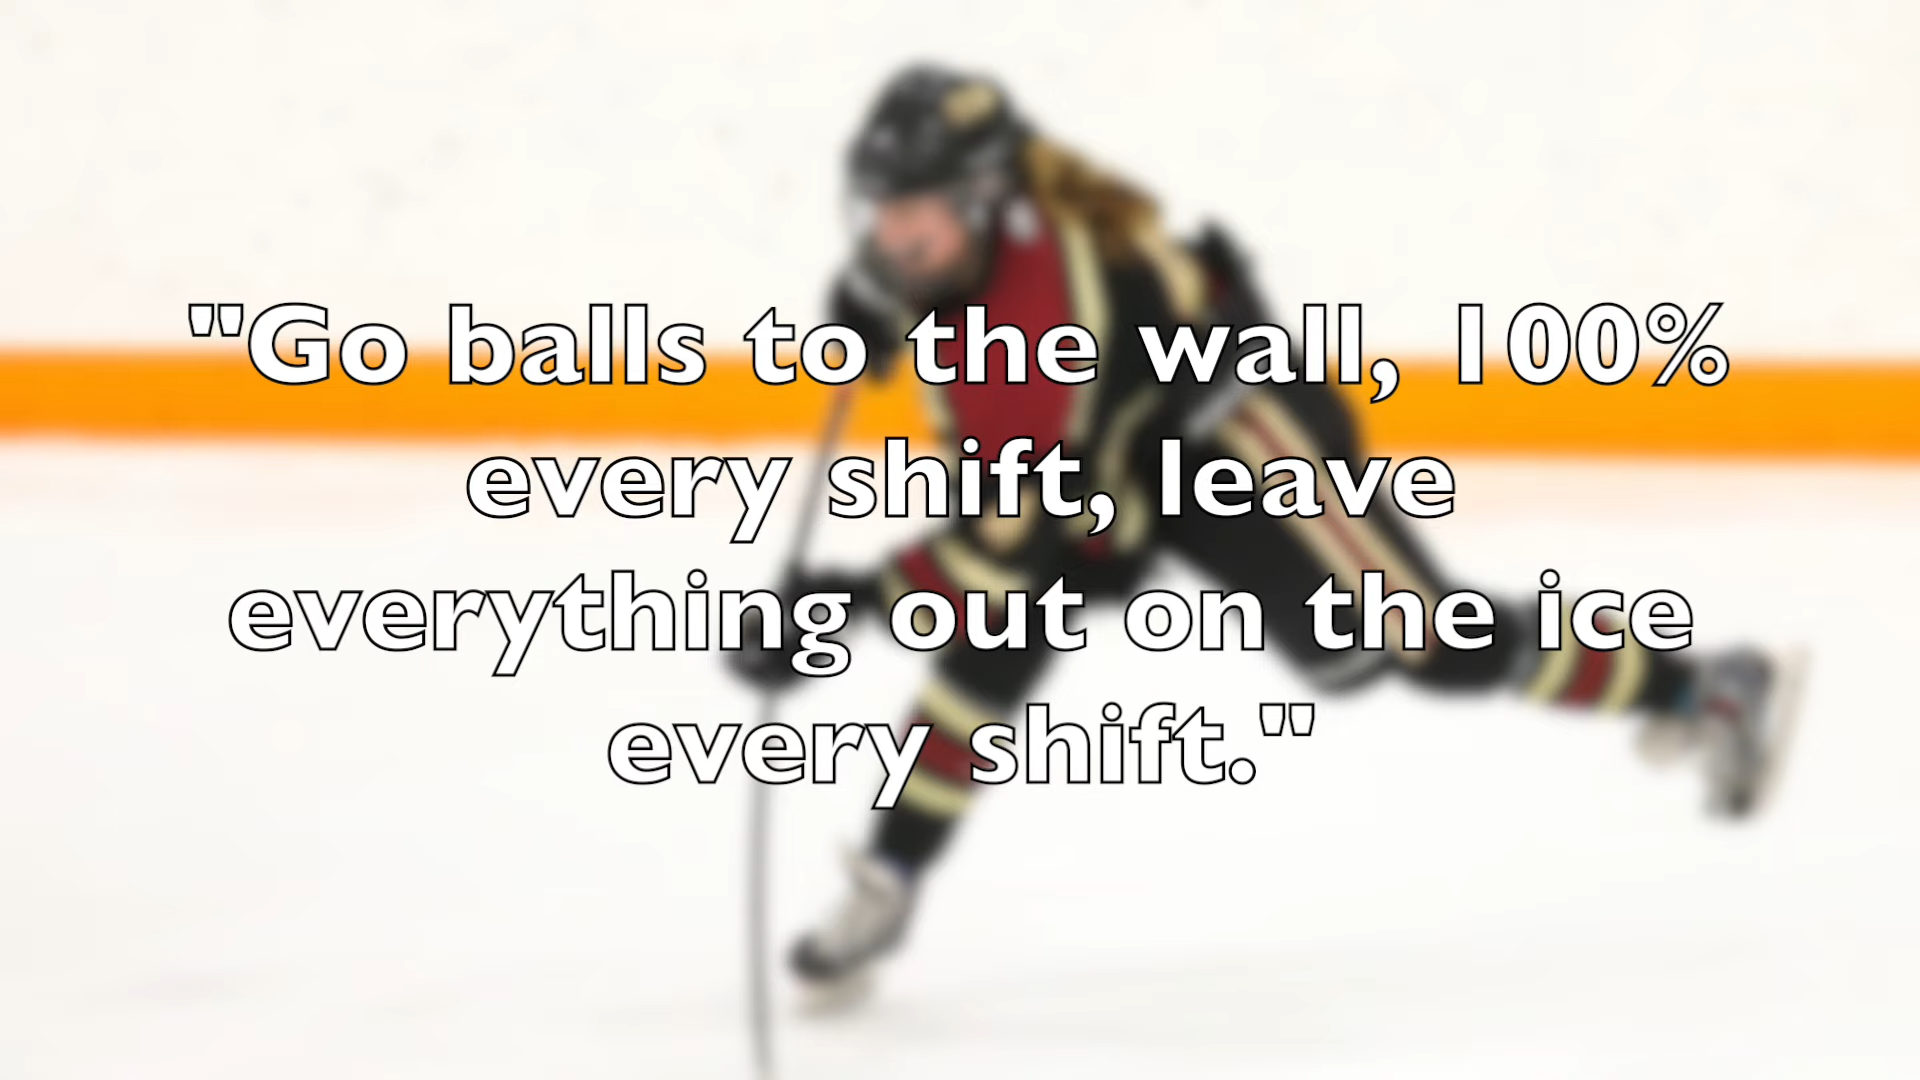 "Go balls to the wall, 100%
every shift, leave
everything out on the ice
every shift."